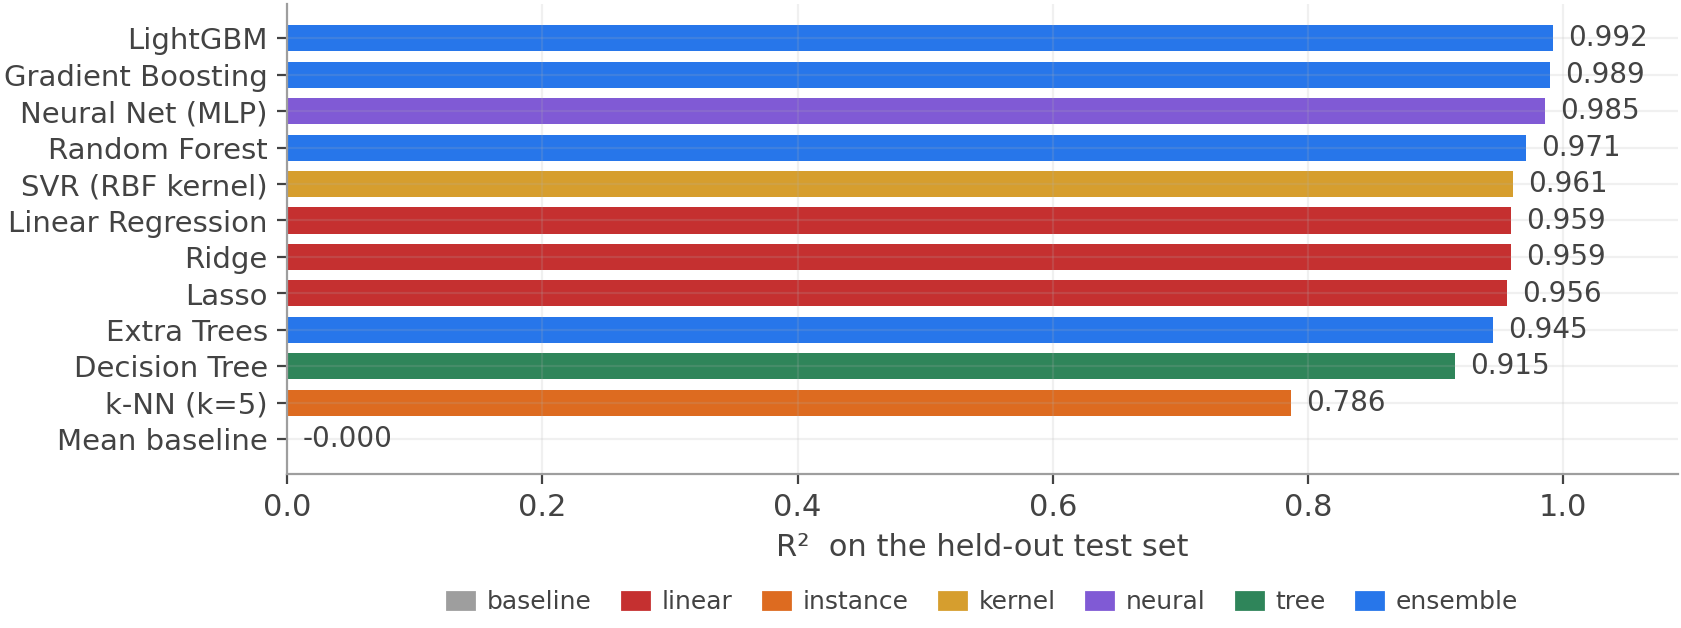 LightGBM 0.992
Gradient Boosting 0.989
Neural Net (MLP) 0.985
Random Forest 0.971
SVR (RBF kernel) 0.961
Linear Regression 0.959
Ridge 0.959
Lasso 0.956
Extra Trees 0.945
Decision Tree 0.915
k-NN (k=5) 0.786
Mean baseline -0.000
0.0 0.2 0.4 0.6 0.8 1.0
R² on the held-out test set
baseline linear instance kernel neural tree ensemble